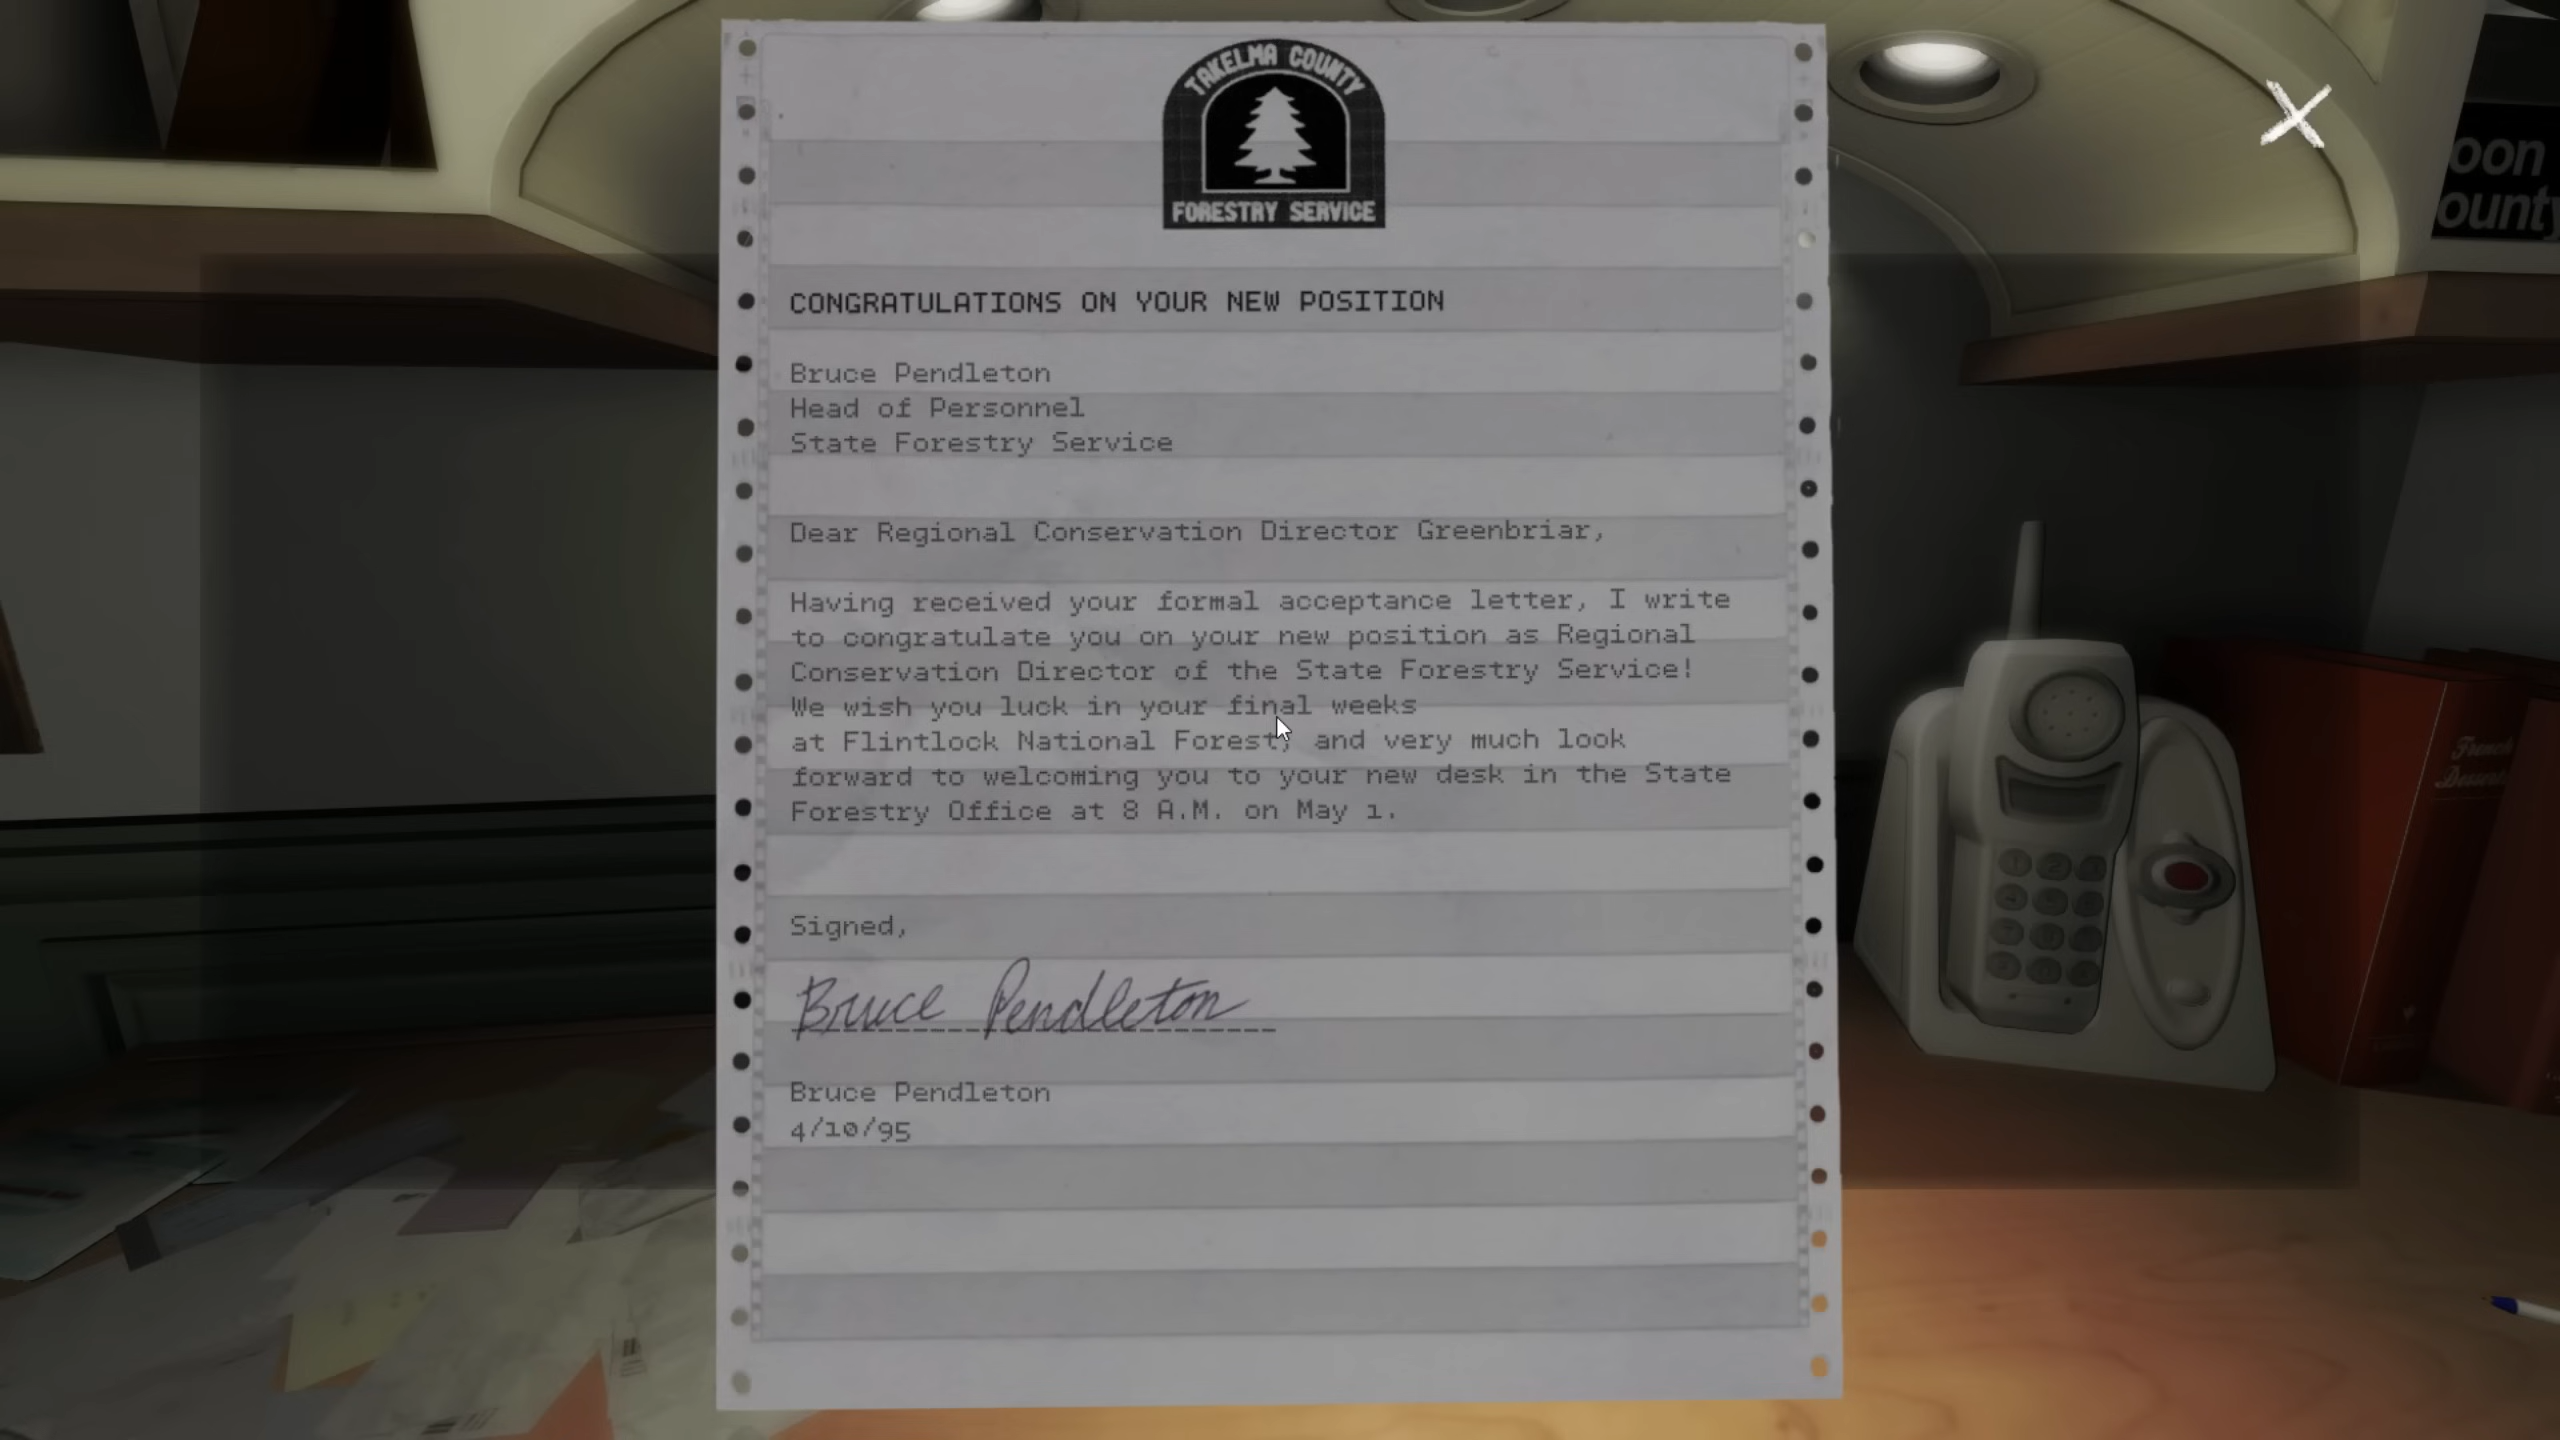 TAKELMA COUNTY
FORESTRY SERVICE
CONGRATULATIONS ON YOUR NEW POSITION
Bruce Pendleton
Head of Personnel
State Forestry Service
Dear Regional Conservation Director Greenbriar,
Having received your formal acceptance letter, I write
to congratulate you on your new position as Regional
Conservation Director of the State Forestry Service!
We wish you luck in your final weeks
at Flintlock National Forest, and very much look
forward to welcoming you to your new desk in the State
Forestry Office at 8 A.M. on May 1.
Signed,
Bruce Pendleton
Bruce Pendleton
4/10/95
oon
ounty